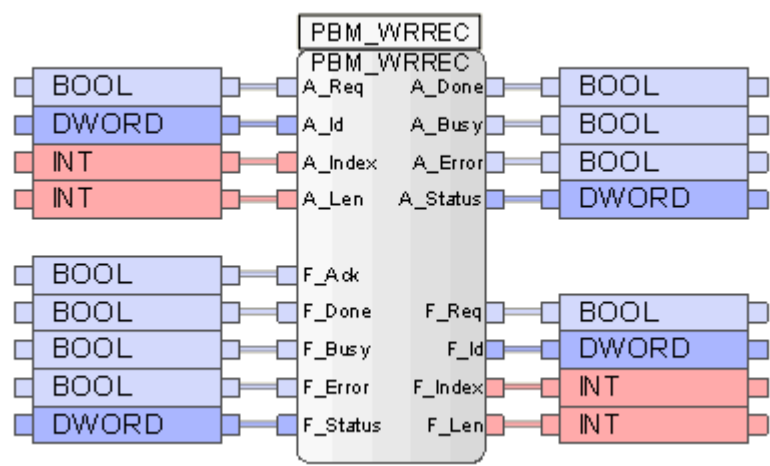 PBM_WRREC
PBM_WRREC
BOOL A_Req A_Done BOOL
DWORD A_Id A_Busy BOOL
INT A_Index A_Error BOOL
INT A_Len A_Status DWORD
BOOL F_Ack
BOOL F_Done F_Req BOOL
BOOL F_Busy F_Id DWORD
BOOL F_Error F_Index INT
DWORD F_Status F_Len INT